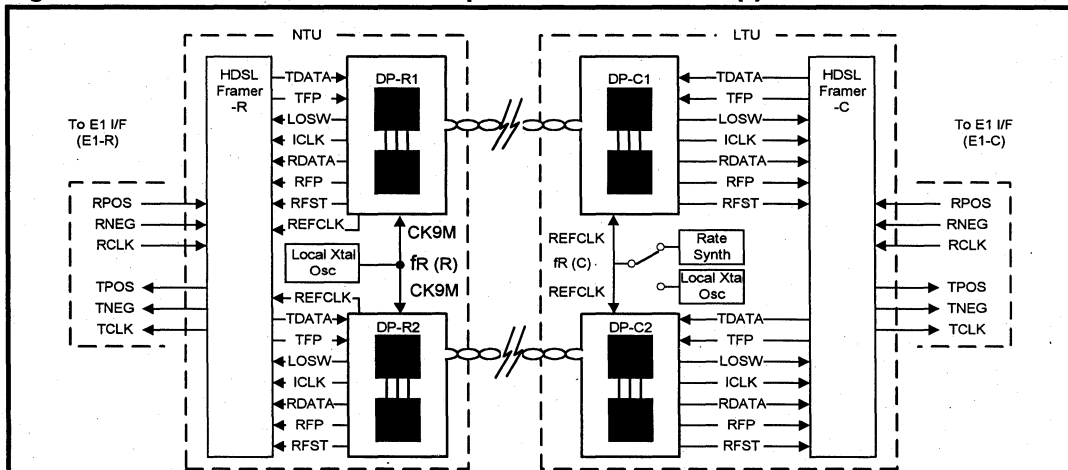 NTU
LTU
HDSL
Framer
-R
TDATA
TFP
LOSW
ICLK
RDATA
RFP
RFST
REFCLK
DP-R1
DP-C1
TDATA
TFP
LOSW
ICLK
RDATA
RFP
RFST
HDSL
Framer
-C
To E1 I/F
(E1-R)
RPOS
RNEG
RCLK
TPOS
TNEG
TCLK
To E1 I/F
(E1-C)
RPOS
RNEG
RCLK
TPOS
TNEG
TCLK
Local Xtal
Osc
CK9M
fR (R)
CK9M
REFCLK
fR (C)
REFCLK
Rate
Synth
Local Xtal
Osc
REFCLK
TDATA
TFP
LOSW
ICLK
RDATA
RFP
RFST
DP-R2
DP-C2
TDATA
TFP
LOSW
ICLK
RDATA
RFP
RFST